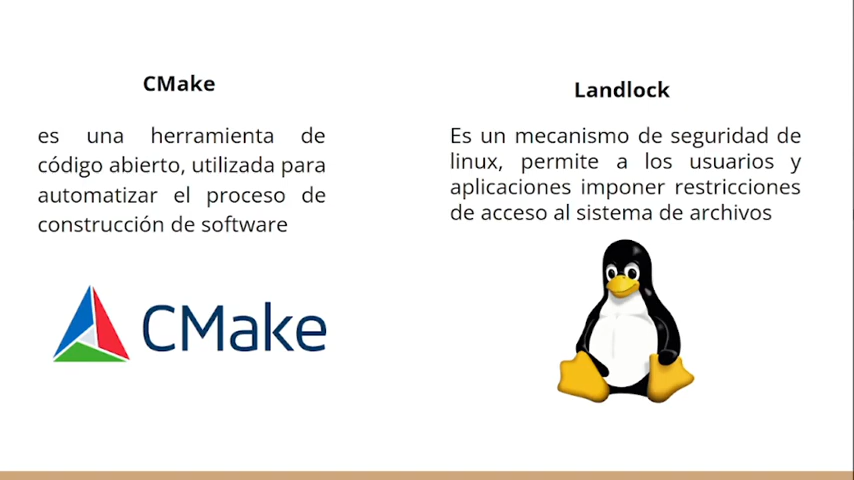 CMake
es una herramienta de
código abierto, utilizada para
automatizar el proceso de
construcción de software
CMake
Landlock
Es un mecanismo de seguridad de
linux, permite a los usuarios y
aplicaciones imponer restricciones
de acceso al sistema de archivos